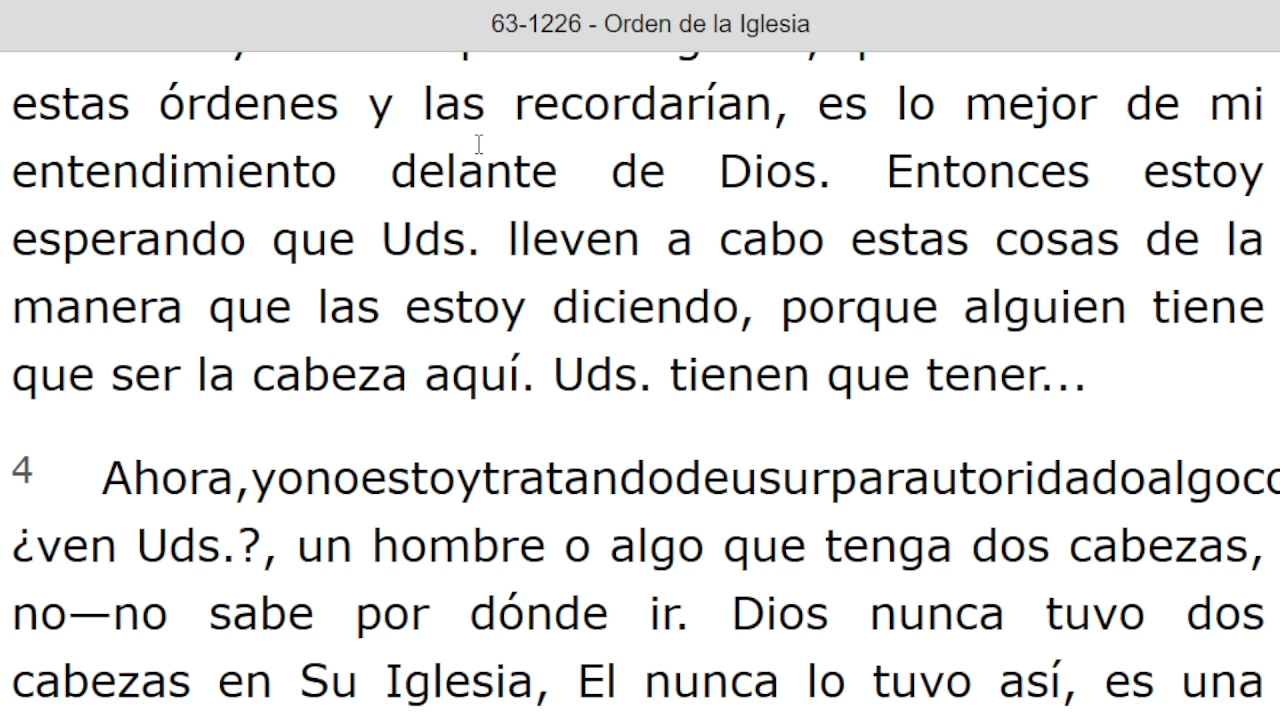 63-1226 - Orden de la Iglesia
estas órdenes y las recordarían, es lo mejor de mi
entendimiento delante de Dios. Entonces estoy
esperando que Uds. lleven a cabo estas cosas de la
manera que las estoy diciendo, porque alguien tiene
que ser la cabeza aquí. Uds. tienen que tener...
4 Ahora,yonoestoytratandodeusurparautoridadoalgoco
¿ven Uds.?, un hombre o algo que tenga dos cabezas,
no—no sabe por dónde ir. Dios nunca tuvo dos
cabezas en Su Iglesia, El nunca lo tuvo así, es una